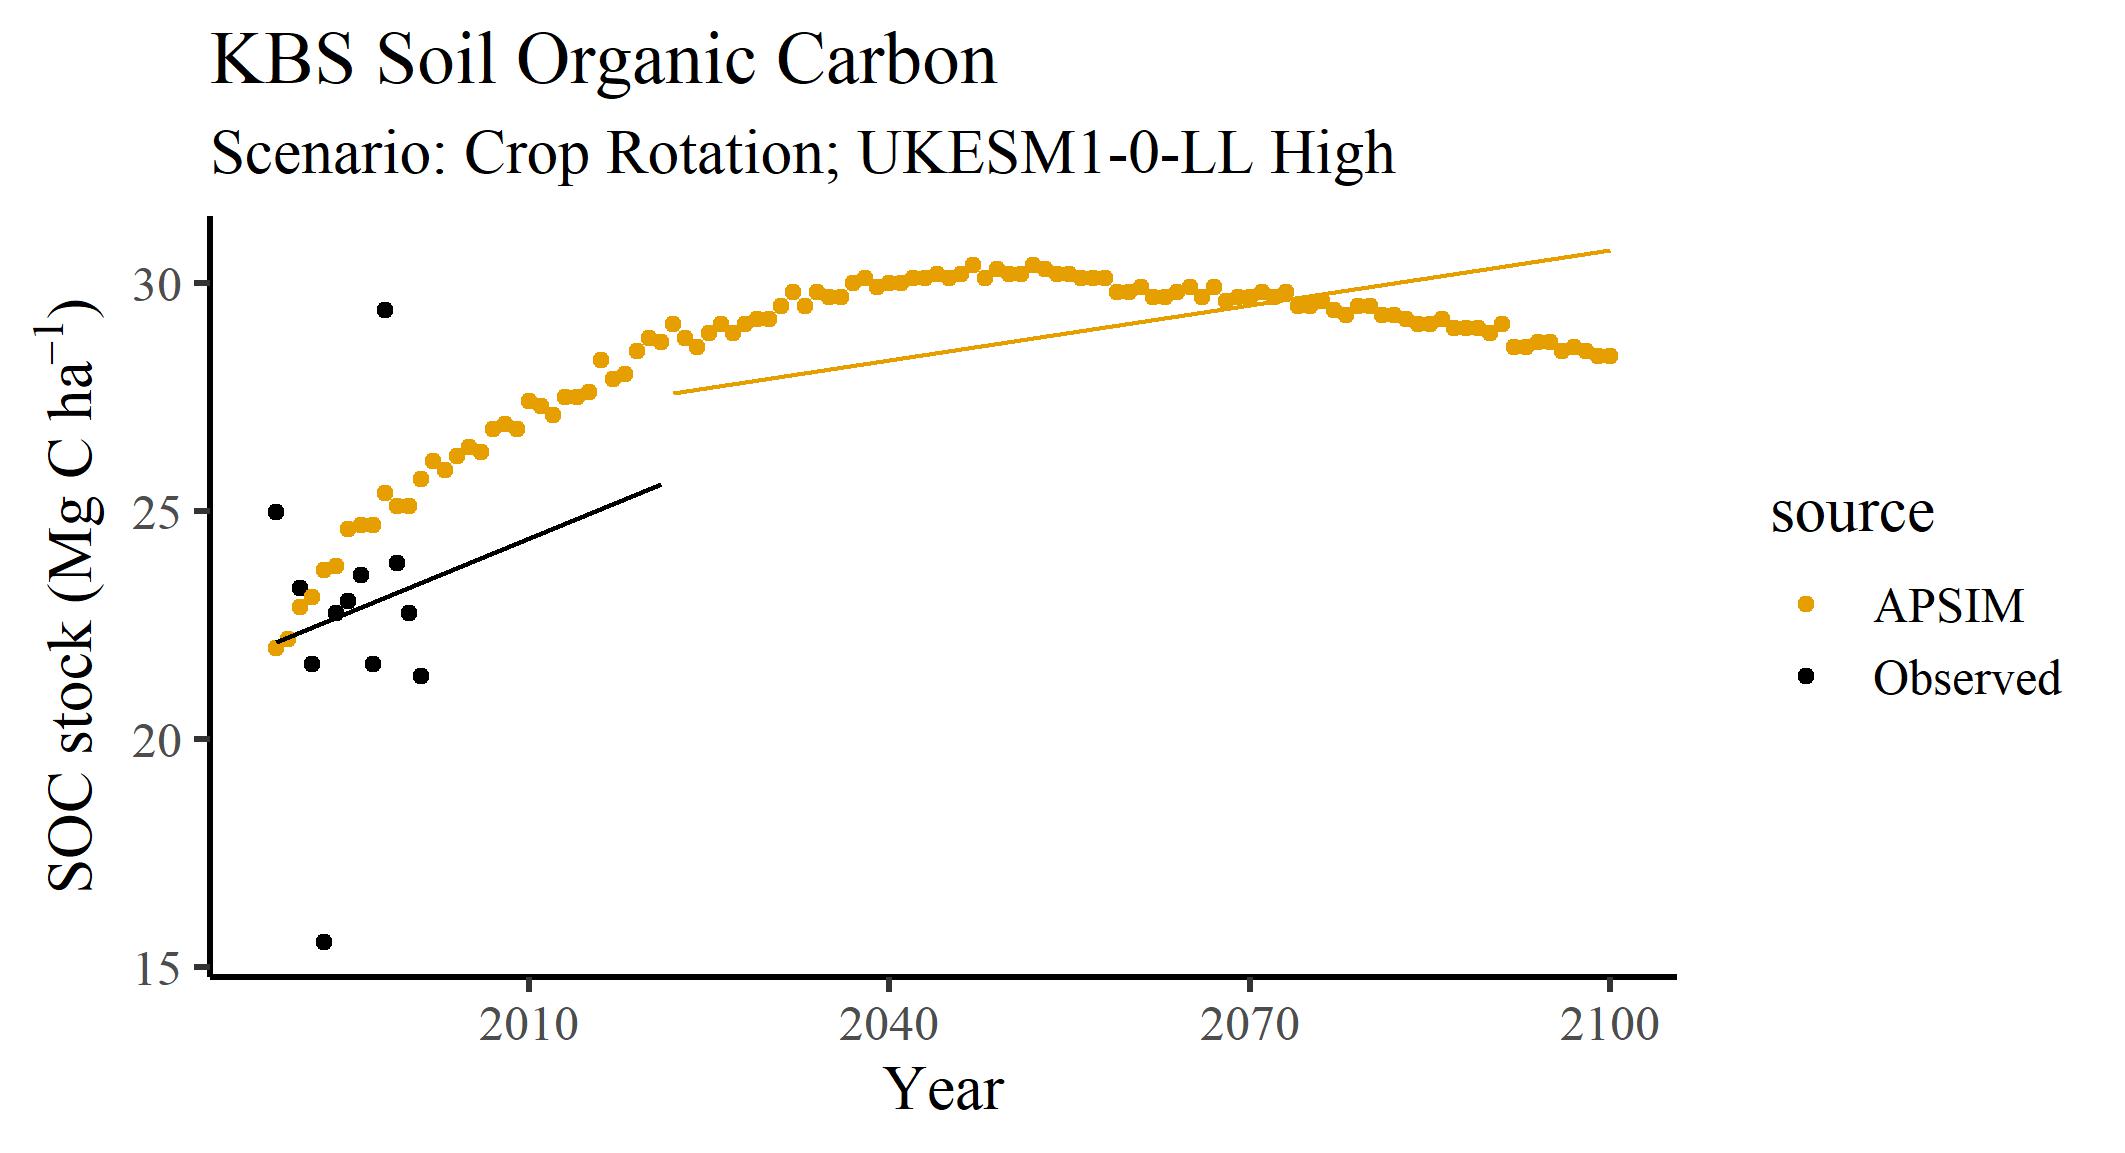 KBS Soil Organic Carbon
Scenario: Crop Rotation; UKESM1-0-LL High
SOC stock (Mg C ha⁻¹)
30
25
20
15
2010
2040
2070
2100
Year
source
APSIM
Observed